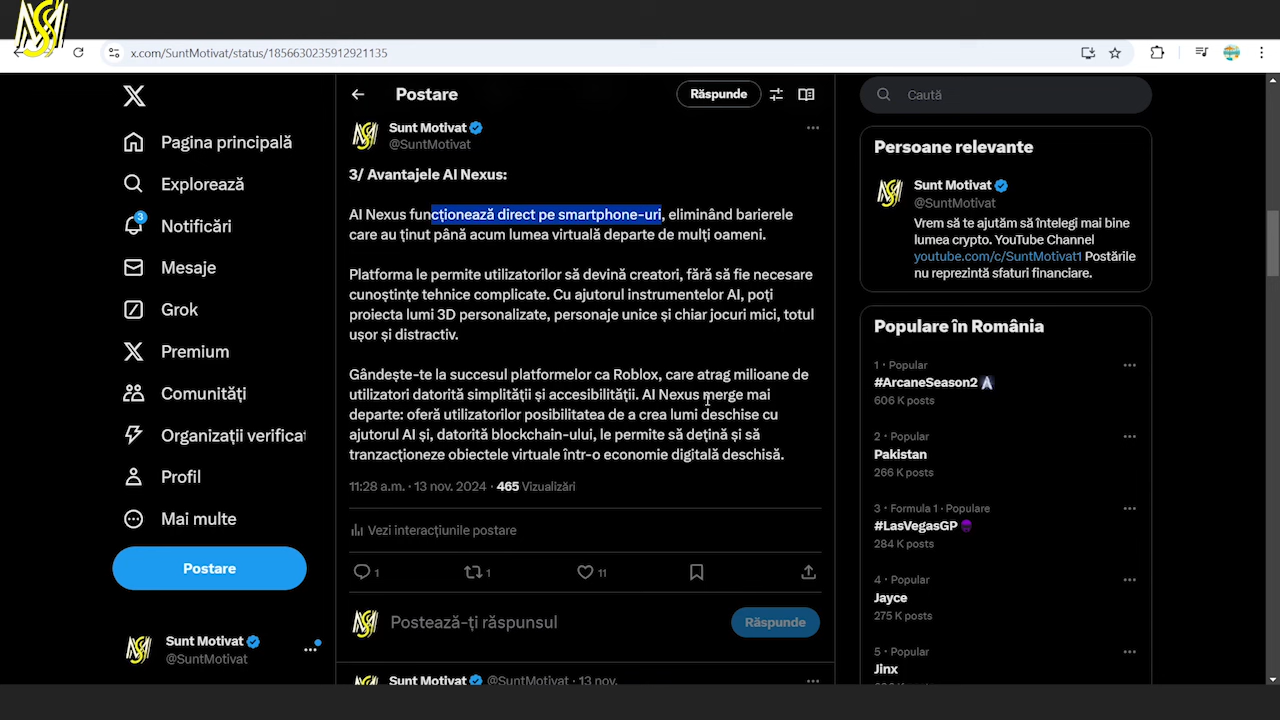 x.com/SuntMotivat/status/1856630235912921135
Pagina principală
Explorează
3
Notificări
Mesaje
Grok
Premium
Comunități
Organizații verificat
Profil
Mai multe
Postare
Sunt Motivat
@SuntMotivat
Postare
Răspunde
Sunt Motivat
@SuntMotivat
3/ Avantajele AI Nexus:
AI Nexus funcționează direct pe smartphone-uri, eliminând barierele
care au ținut până acum lumea virtuală departe de mulți oameni.
Platforma le permite utilizatorilor să devină creatori, fără să fie necesare
cunoștințe tehnice complicate. Cu ajutorul instrumentelor AI, poți
proiecta lumi 3D personalizate, personaje unice și chiar jocuri mici, totul
ușor și distractiv.
Gândește-te la succesul platformelor ca Roblox, care atrag milioane de
utilizatori datorită simplității și accesibilității. AI Nexus merge mai
departe: oferă utilizatorilor posibilitatea de a crea lumi deschise cu
ajutorul AI și, datorită blockchain-ului, le permite să dețină și să
tranzacționeze obiectele virtuale într-o economie digitală deschisă.
11:28 a.m. · 13 nov. 2024 · 465 Vizualizări
Vezi interacțiunile postare
1
1
11
Postează-ți răspunsul
Răspunde
Sunt Motivat @SuntMotivat · 13 nov.
Caută
Persoane relevante
Sunt Motivat
@SuntMotivat
Vrem să te ajutăm să întelegi mai bine
lumea crypto. YouTube Channel
youtube.com/c/SuntMotivat1 Postările
nu reprezintă sfaturi financiare.
Populare în România
1 · Popular
#ArcaneSeason2
606 K posts
2 · Popular
Pakistan
266 K posts
3 · Formula 1 · Populare
#LasVegasGP
284 K posts
4 · Popular
Jayce
275 K posts
5 · Popular
Jinx